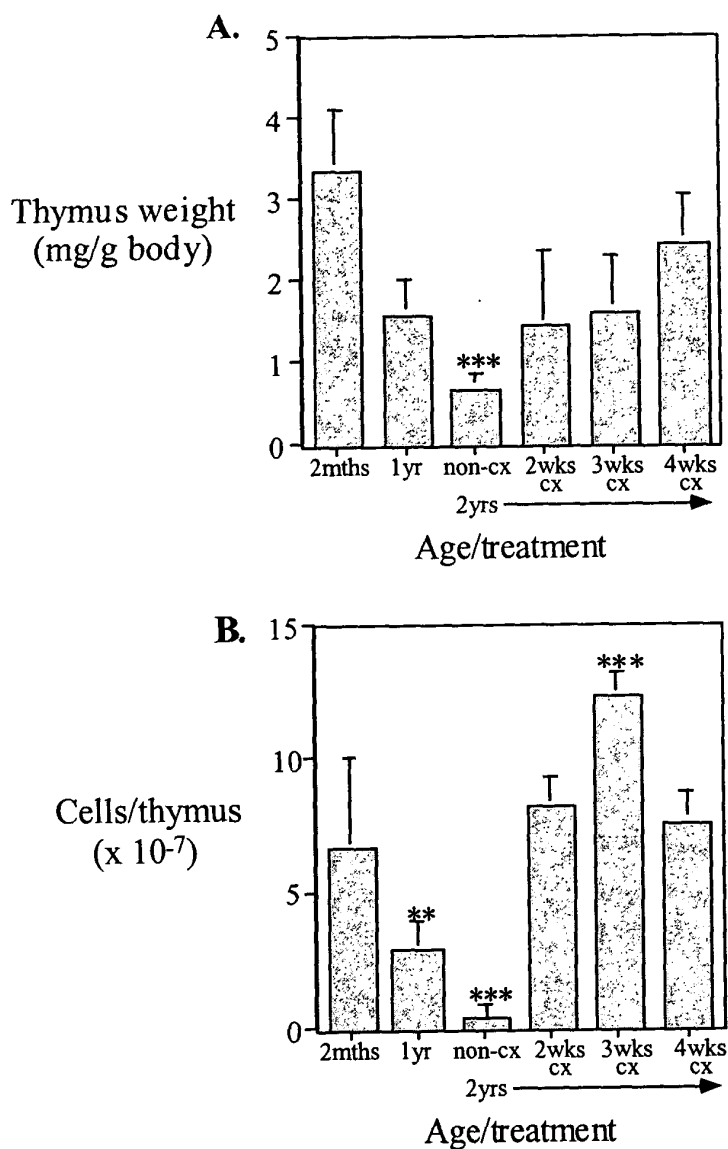 A.
5
4
3
2
1
0
Thymus weight
(mg/g body)
***
2mths 1yr non-cx 2wks cx 3wks cx 4wks cx
2yrs
Age/treatment
B.
15
10
5
0
Cells/thymus
(x 10-7)
** *** ***
2mths 1yr non-cx 2wks cx 3wks cx 4wks cx
2yrs
Age/treatment